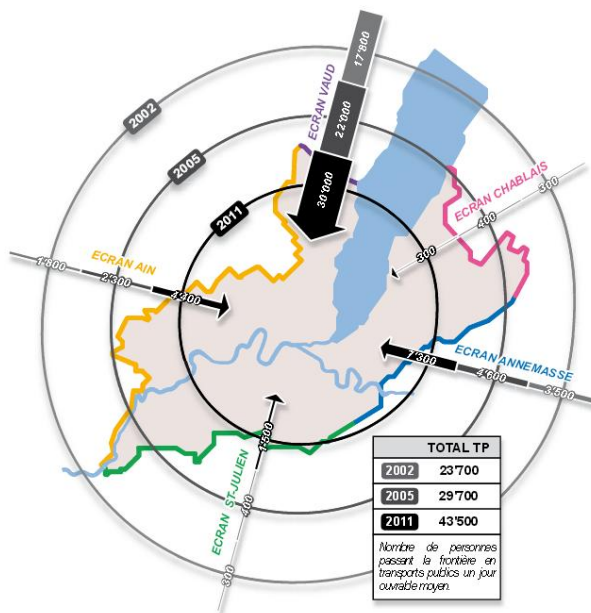 17'800
22'000
30'000
ECRAN VAUD
2002
2005
2011
ECRAN CHABLAIS
300
400
300
ECRAN AIN
1'800
2'300
4'400
ECRAN ANNEMASSE
7'300
4'600
3'500
ECRAN ST-JULIEN
1'500
400
300
TOTAL TP
2002 23'700
2005 29'700
2011 43'500
Nombre de personnes
passant la frontière en
transports publics un jour
ouvrable moyen.